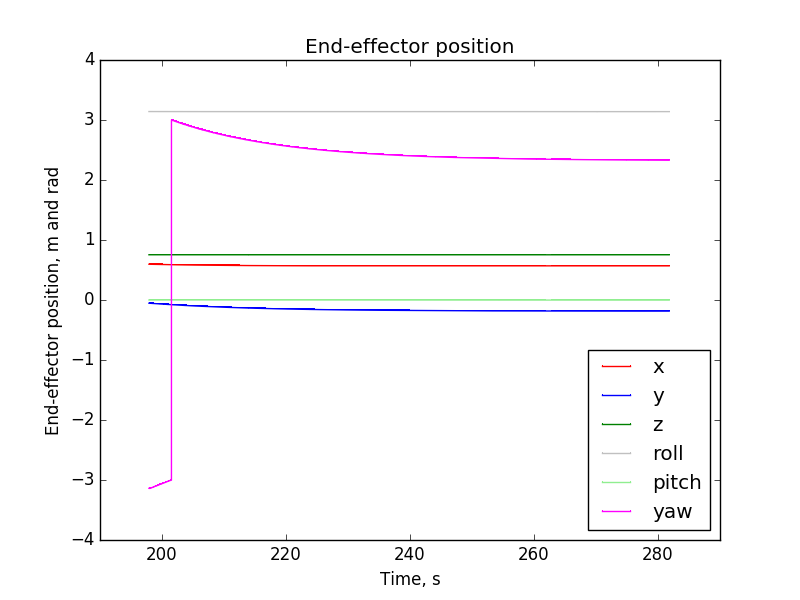 End-effector position
End-effector position, m and rad
4
3
2
1
0
−1
−2
−3
−4
200
220
240
260
280
Time, s
x
y
z
roll
pitch
yaw